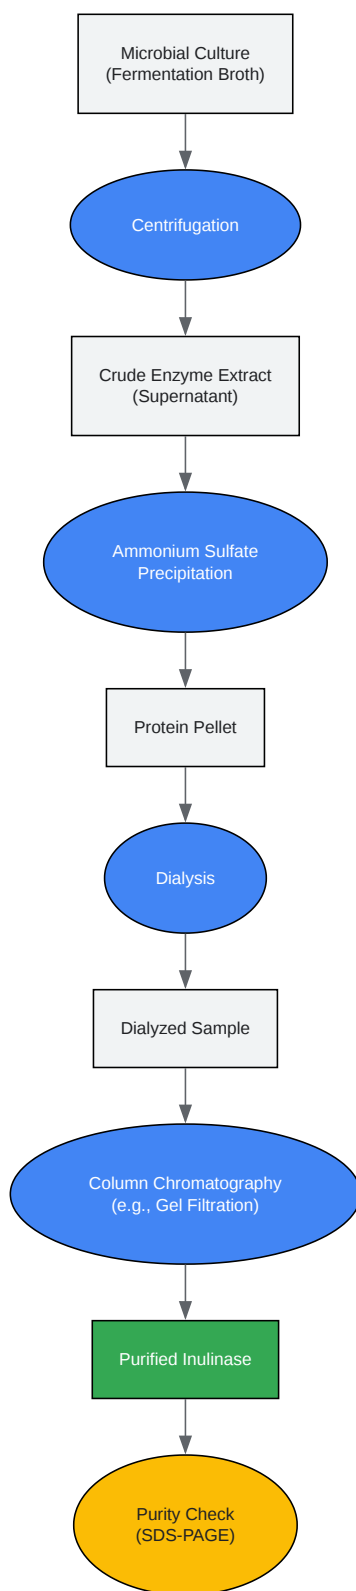 Microbial Culture
(Fermentation Broth)
Centrifugation
Crude Enzyme Extract
(Supernatant)
Ammonium Sulfate
Precipitation
Protein Pellet
Dialysis
Dialyzed Sample
Column Chromatography
(e.g., Gel Filtration)
Purified Inulinase
Purity Check
(SDS-PAGE)